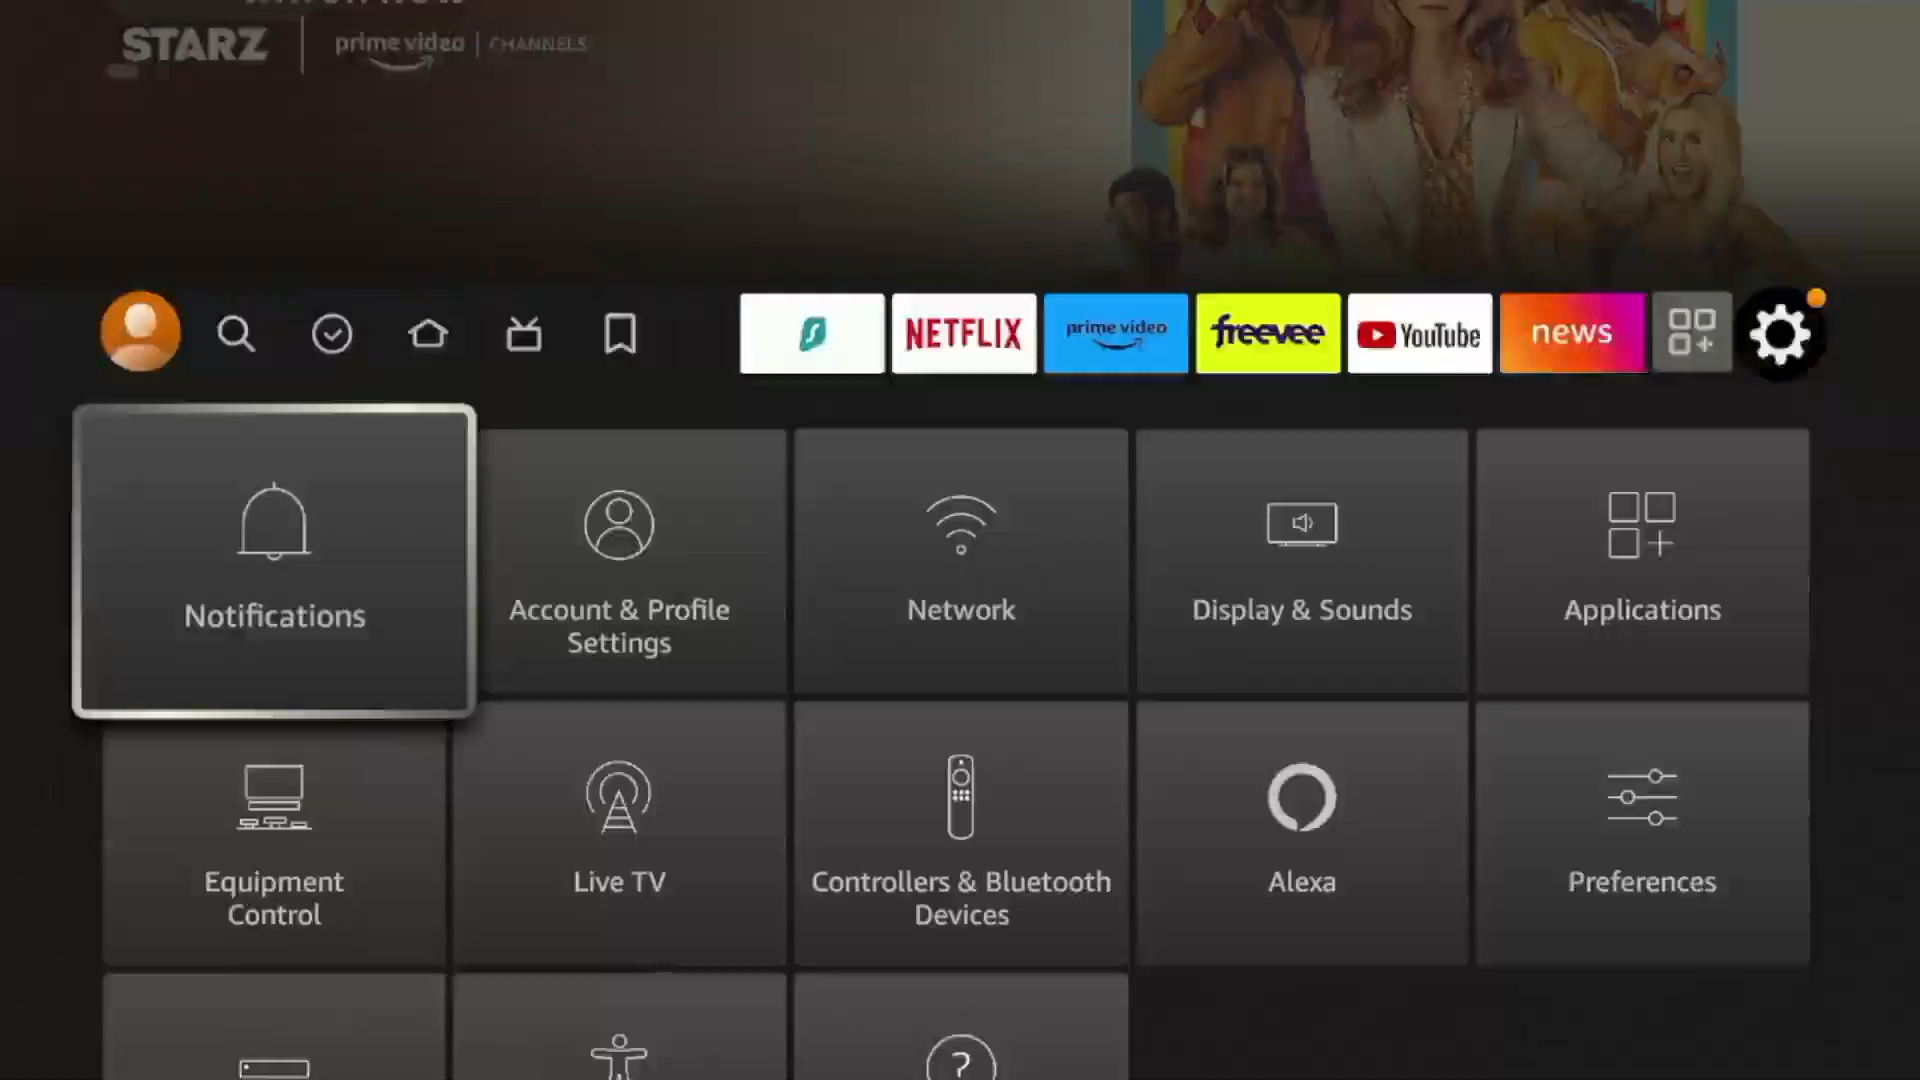 STARZ | prime video | CHANNELS
NETFLIX
prime video
freevee
YouTube
news
Notifications
Account & Profile
Settings
Network
Display & Sounds
Applications
Equipment
Control
Live TV
Controllers & Bluetooth
Devices
Alexa
Preferences
?